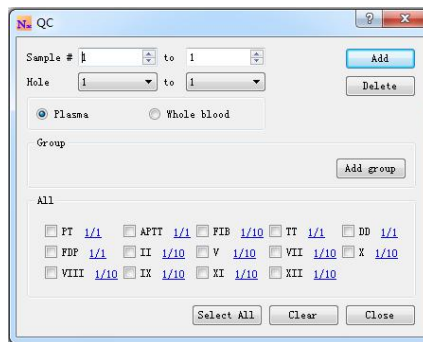 QC
Sample # 1 to 1 Add
Hole 1 to 1 Delete
Plasma Whole blood
Group
Add group
All
PT 1/1 APTT 1/1 FIB 1/10 TT 1/1 DD 1/1
FDP 1/1 II 1/10 V 1/10 VII 1/10 X 1/10
VIII 1/10 IX 1/10 XI 1/10 XII 1/10
Select All Clear Close